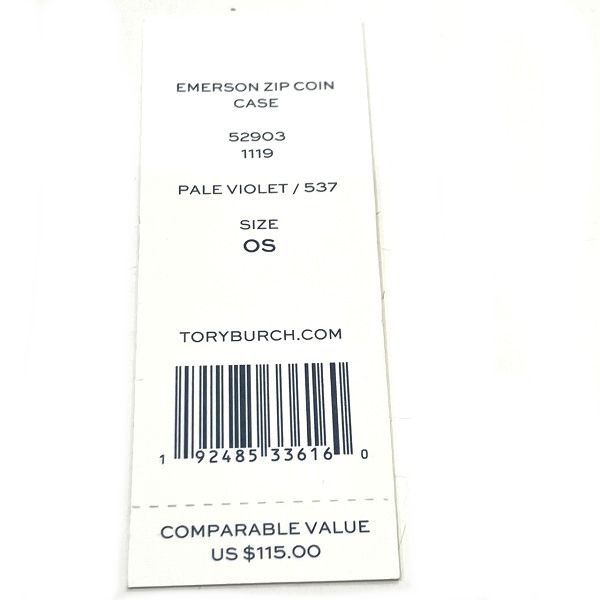 EMERSON ZIP COIN
CASE
52903
1119
PALE VIOLET / 537
SIZE
OS
TORYBURCH.COM
1 92485 33616 0
COMPARABLE VALUE
US $115.00